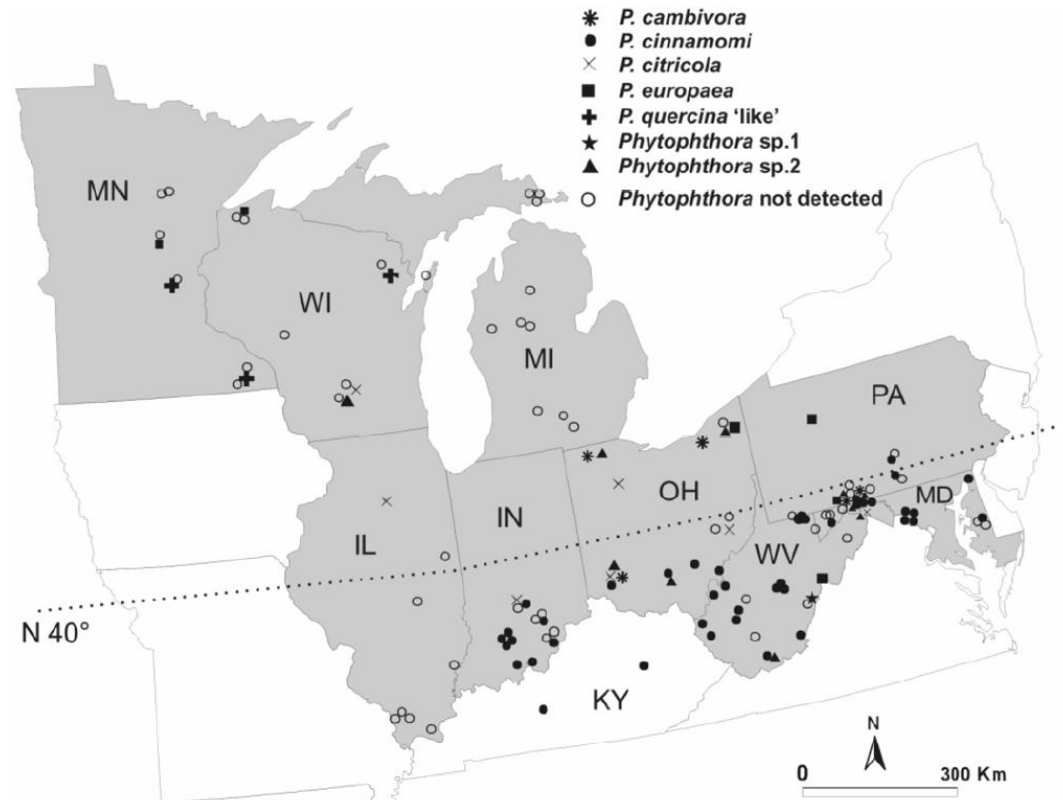 P. cambivora
P. cinnamomi
P. citricola
P. europaea
P. quercina ‘like’
Phytophthora sp.1
Phytophthora sp.2
Phytophthora not detected
MN
WI
MI
PA
OH
MD
IN
IL
WV
N 40°
KY
N
0 300 Km